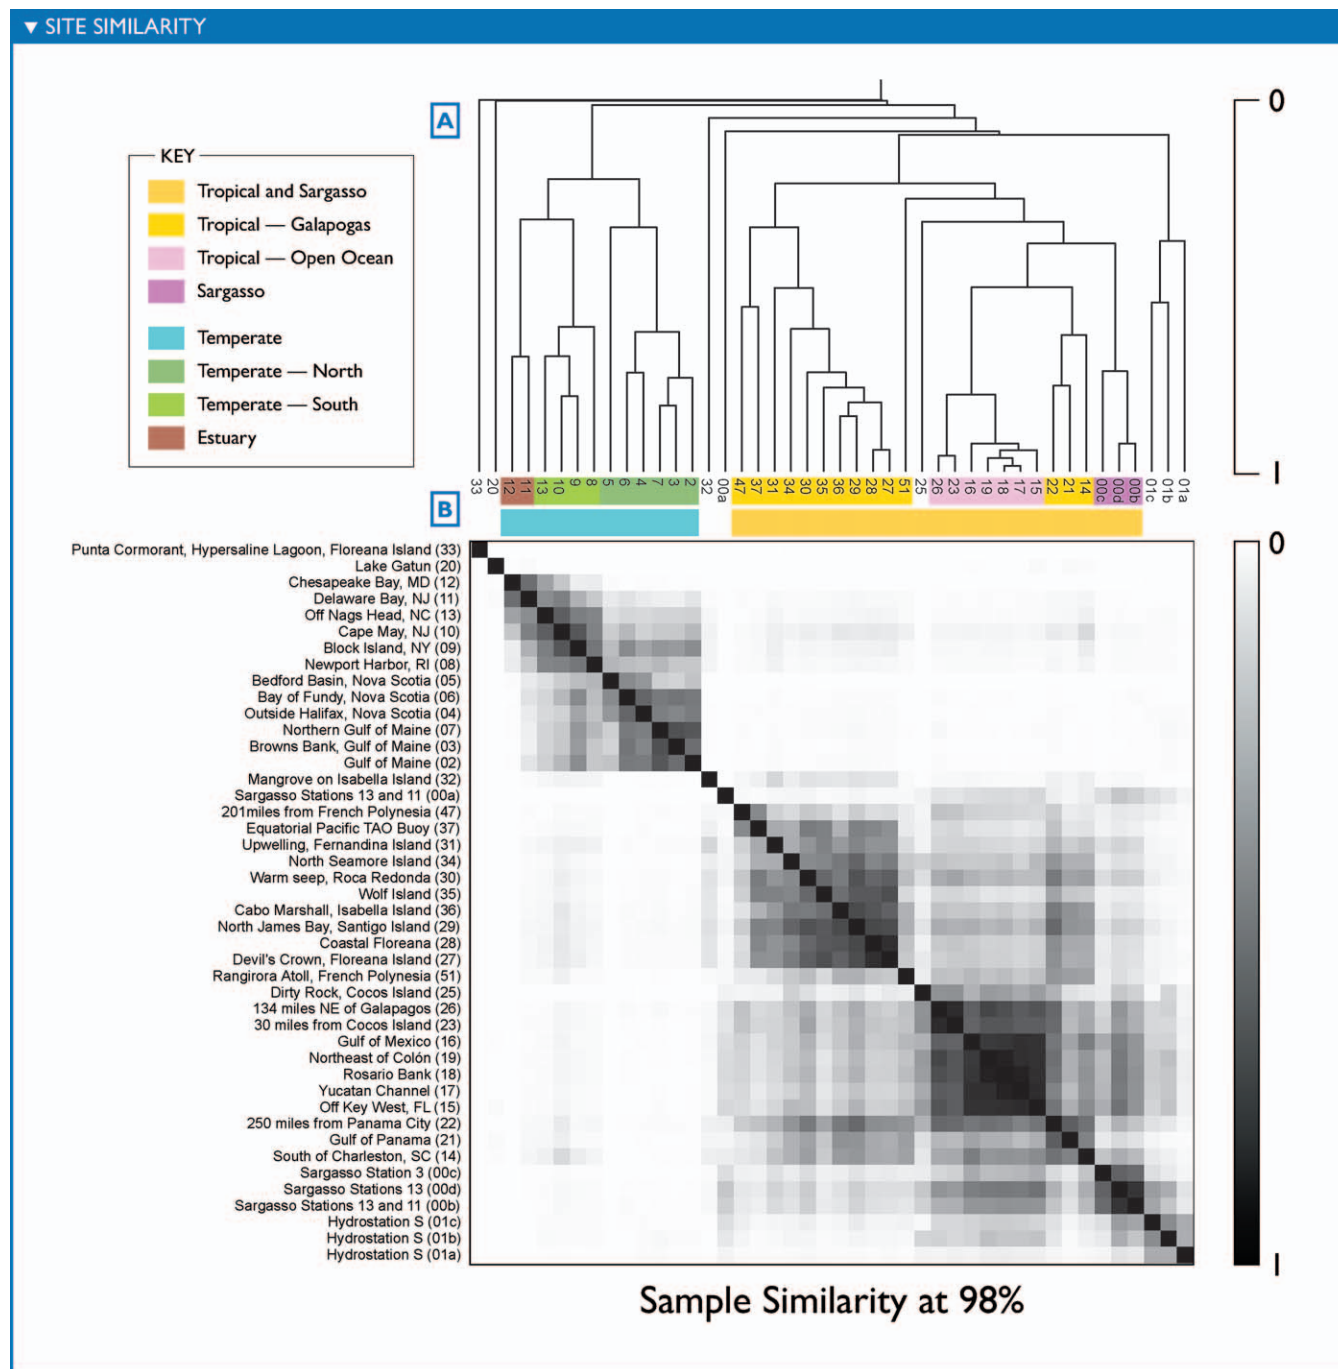 ▼ SITE SIMILARITY
A
0
KEY
Tropical and Sargasso
Tropical — Galapogas
Tropical — Open Ocean
Sargasso
Temperate
Temperate — North
Temperate — South
Estuary
1
33 20 12 11 13 10 9 8 5 6 4 7 3 2 32 00a 47 37 31 34 30 35 36 29 28 27 51 25 26 23 16 19 18 17 15 22 21 14 00c 00d 00b 01c 01b 01a
B
0
Punta Cormorant, Hypersaline Lagoon, Floreana Island (33)
Lake Gatun (20)
Chesapeake Bay, MD (12)
Delaware Bay, NJ (11)
Off Nags Head, NC (13)
Cape May, NJ (10)
Block Island, NY (09)
Newport Harbor, RI (08)
Bedford Basin, Nova Scotia (05)
Bay of Fundy, Nova Scotia (06)
Outside Halifax, Nova Scotia (04)
Northern Gulf of Maine (07)
Browns Bank, Gulf of Maine (03)
Gulf of Maine (02)
Mangrove on Isabella Island (32)
Sargasso Stations 13 and 11 (00a)
201miles from French Polynesia (47)
Equatorial Pacific TAO Buoy (37)
Upwelling, Fernandina Island (31)
North Seamore Island (34)
Warm seep, Roca Redonda (30)
Wolf Island (35)
Cabo Marshall, Isabella Island (36)
North James Bay, Santigo Island (29)
Coastal Floreana (28)
Devil's Crown, Floreana Island (27)
Rangirora Atoll, French Polynesia (51)
Dirty Rock, Cocos Island (25)
134 miles NE of Galapagos (26)
30 miles from Cocos Island (23)
Gulf of Mexico (16)
Northeast of Colón (19)
Rosario Bank (18)
Yucatan Channel (17)
Off Key West, FL (15)
250 miles from Panama City (22)
Gulf of Panama (21)
South of Charleston, SC (14)
Sargasso Station 3 (00c)
Sargasso Stations 13 (00d)
Sargasso Stations 13 and 11 (00b)
Hydrostation S (01c)
Hydrostation S (01b)
Hydrostation S (01a)
1
Sample Similarity at 98%